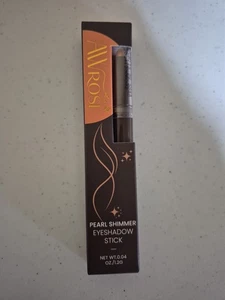 PEARL SHIMMER
EYESHADOW
STICK
NET WT.0.04
OZ/1.2G